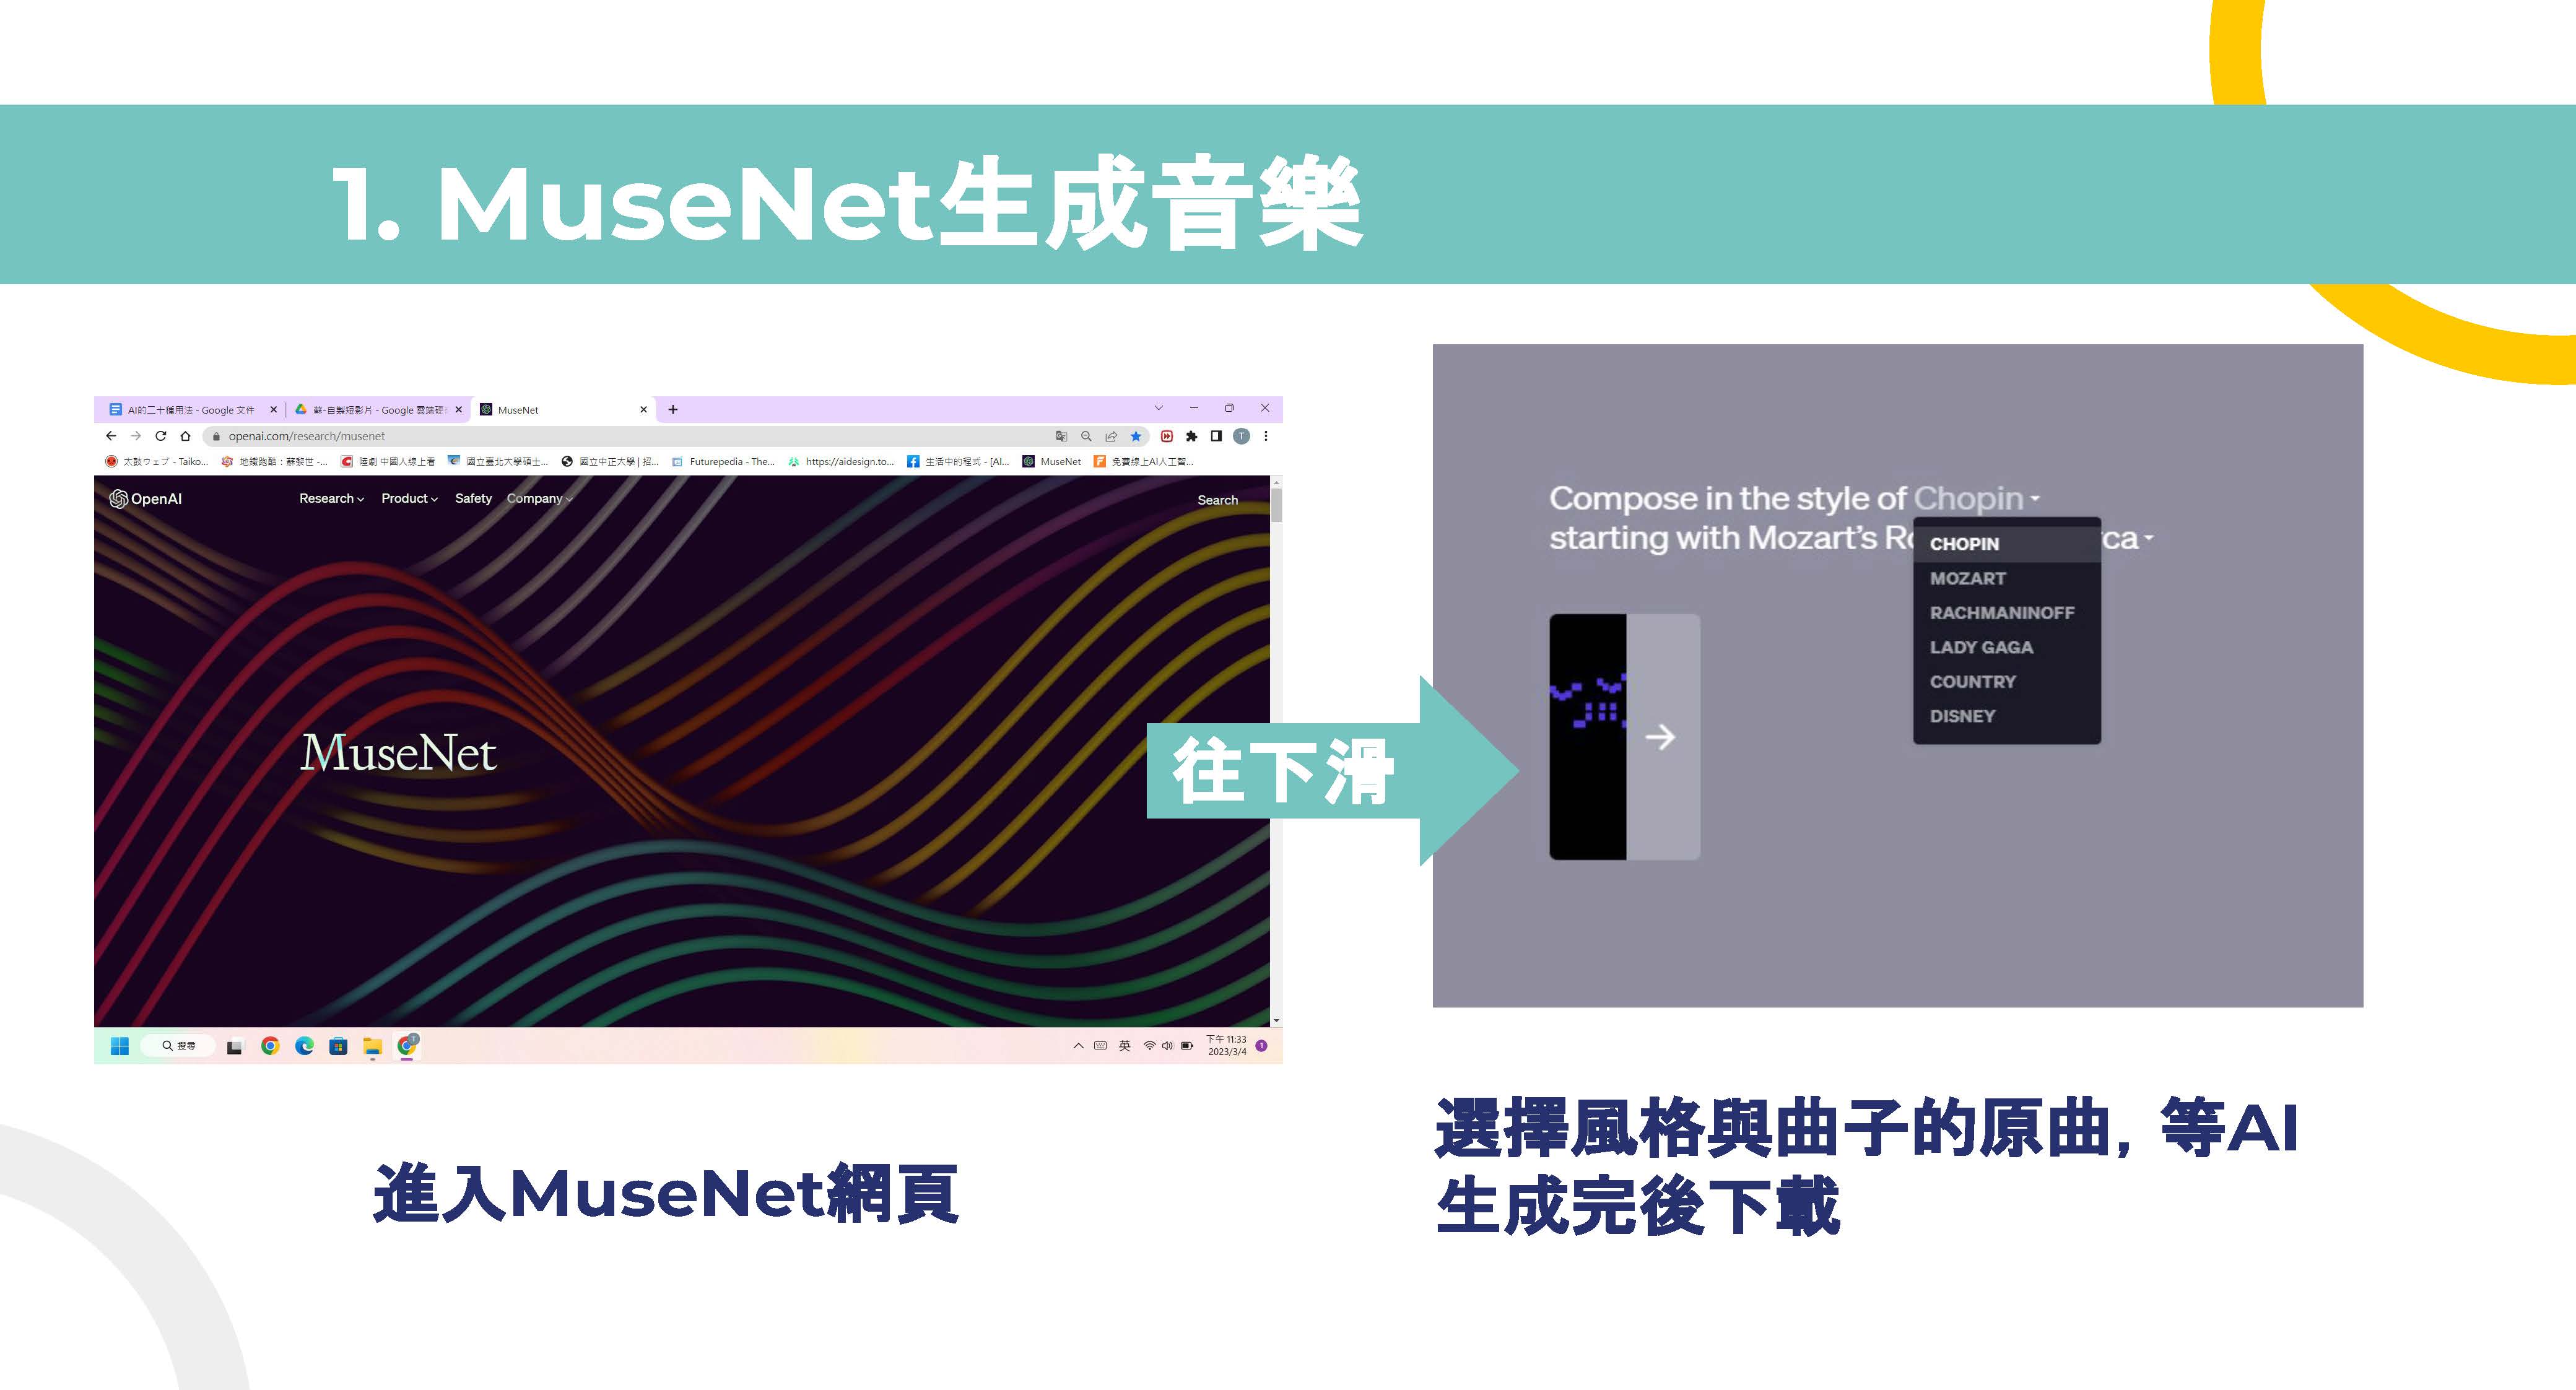 1. MuseNet生成音樂
AI的二十種用法 - Google 文件
蘇-自製短影片 - Google 雲端硬
MuseNet
openai.com/research/musenet
T
太鼓ウェブ - Taiko...
地鐵跑酷：蘇黎世 -...
陸劇 中國人線上看
國立臺北大學碩士...
國立中正大學 | 招...
Futurepedia - The...
https://aidesign.to...
生活中的程式 - [AI...
MuseNet
免費線上AI人工智...
OpenAI
Research
Product
Safety
Company
Search
MuseNet
搜尋
英
下午 11:33
2023/3/4
1
往下滑
Compose in the style of Chopin
starting with Mozart's Ro
ca
CHOPIN
MOZART
RACHMANINOFF
LADY GAGA
COUNTRY
DISNEY
進入MuseNet網頁
選擇風格與曲子的原曲, 等AI
生成完後下載